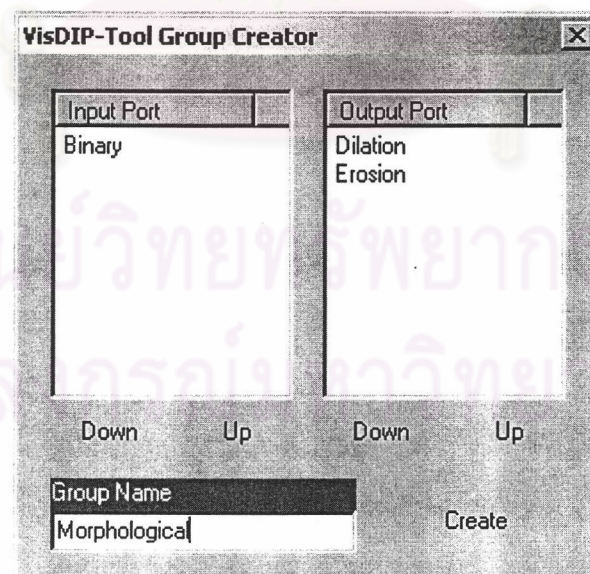 VisDIP-Tool Group Creator
Input Port
Output Port
Binary
Dilation
Erosion
Down Up Down Up
Group Name
Morphological
Create